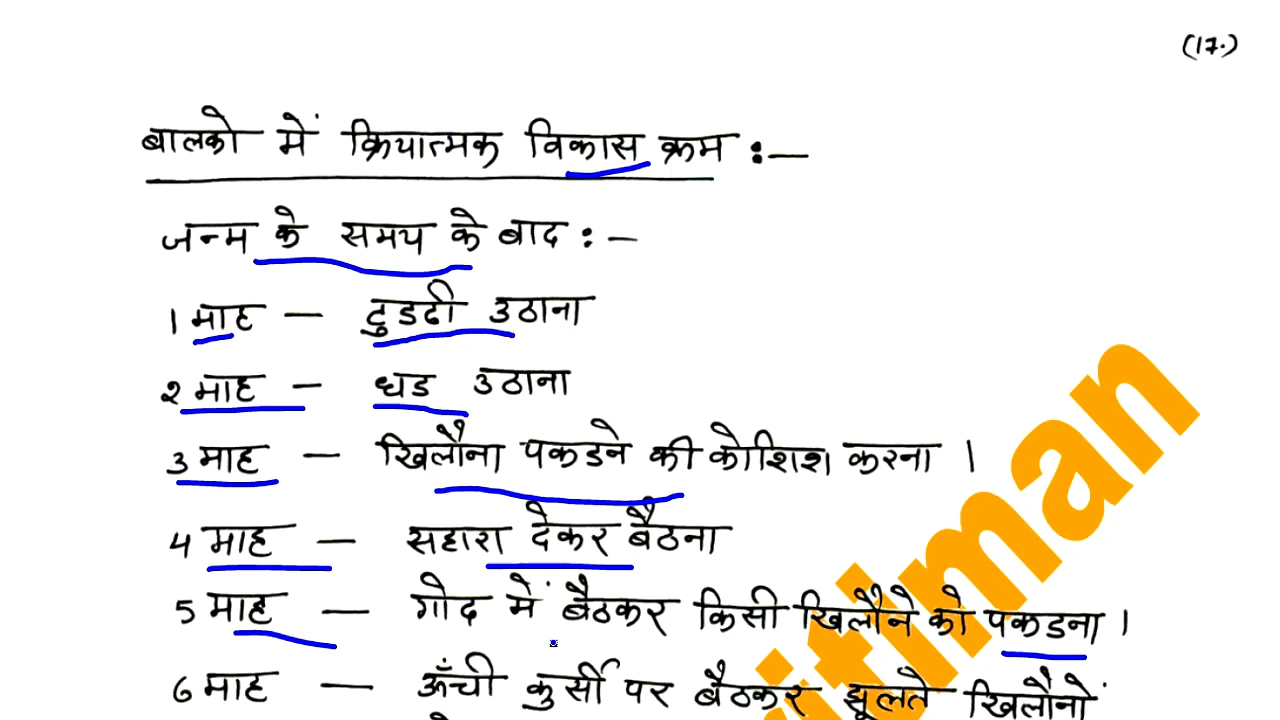 (17.)
बालको में क्रियात्मक विकास क्रम :—
जन्म के समय के बाद :—
1 माह — ठुडढी उठाना
2 माह — धड उठाना
3 माह — खिलौना पकडने की कोशिश करना ।
4 माह — सहारा देकर बैठना
5 माह — गोद में बैठकर किसी खिलौने को पकडना ।
6 माह — ऊँची कुर्सी पर बैठकर झूलते खिलौनों